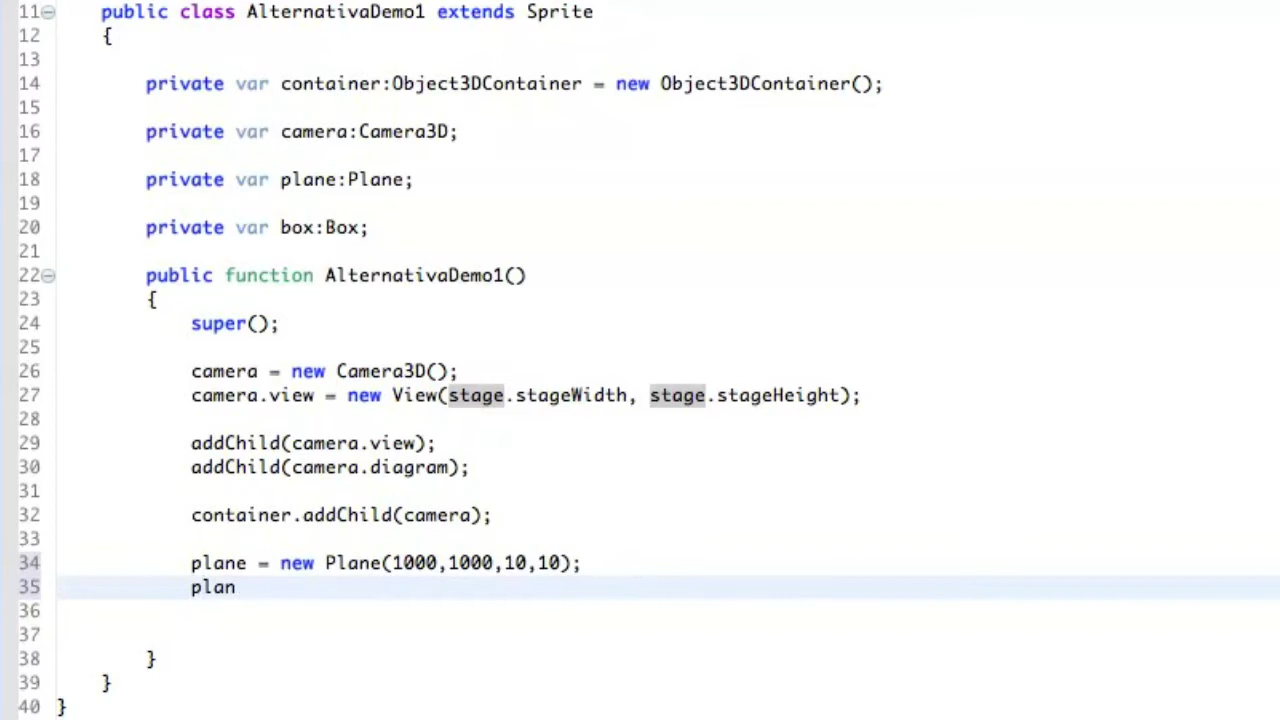 11 public class AlternativaDemo1 extends Sprite
12 {
13
14 private var container:Object3DContainer = new Object3DContainer();
15
16 private var camera:Camera3D;
17
18 private var plane:Plane;
19
20 private var box:Box;
21
22 public function AlternativaDemo1()
23 {
24 super();
25
26 camera = new Camera3D();
27 camera.view = new View(stage.stageWidth, stage.stageHeight);
28
29 addChild(camera.view);
30 addChild(camera.diagram);
31
32 container.addChild(camera);
33
34 plane = new Plane(1000,1000,10,10);
35 plan
36
37
38 }
39 }
40 }